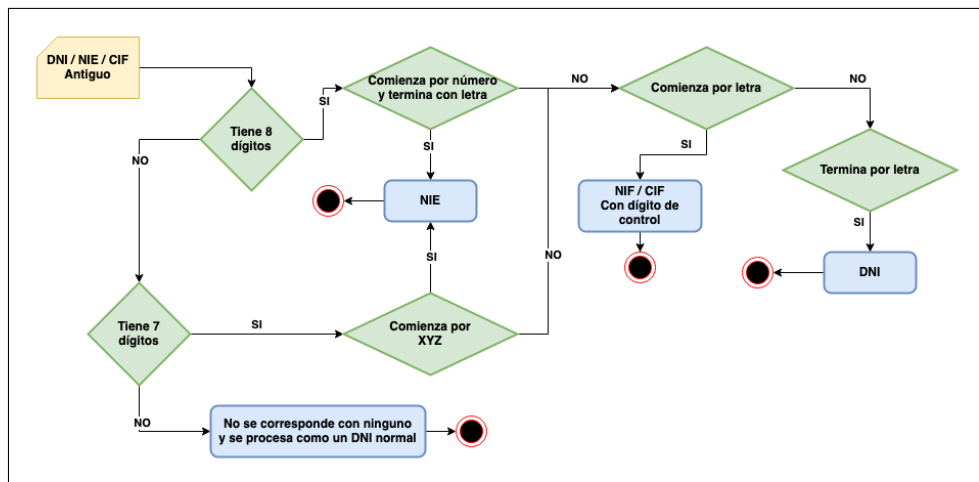 DNI / NIE / CIF
Antiguo
Tiene 8
dígitos
SI
Comienza por número
y termina con letra
NO
Comienza por letra
NO
SI
NIE
SI
NIF / CIF
Con dígito de
control
Termina por letra
SI
DNI
NO
Tiene 7
dígitos
SI
Comienza por
XYZ
SI
NO
NO
No se corresponde con ninguno
y se procesa como un DNI normal